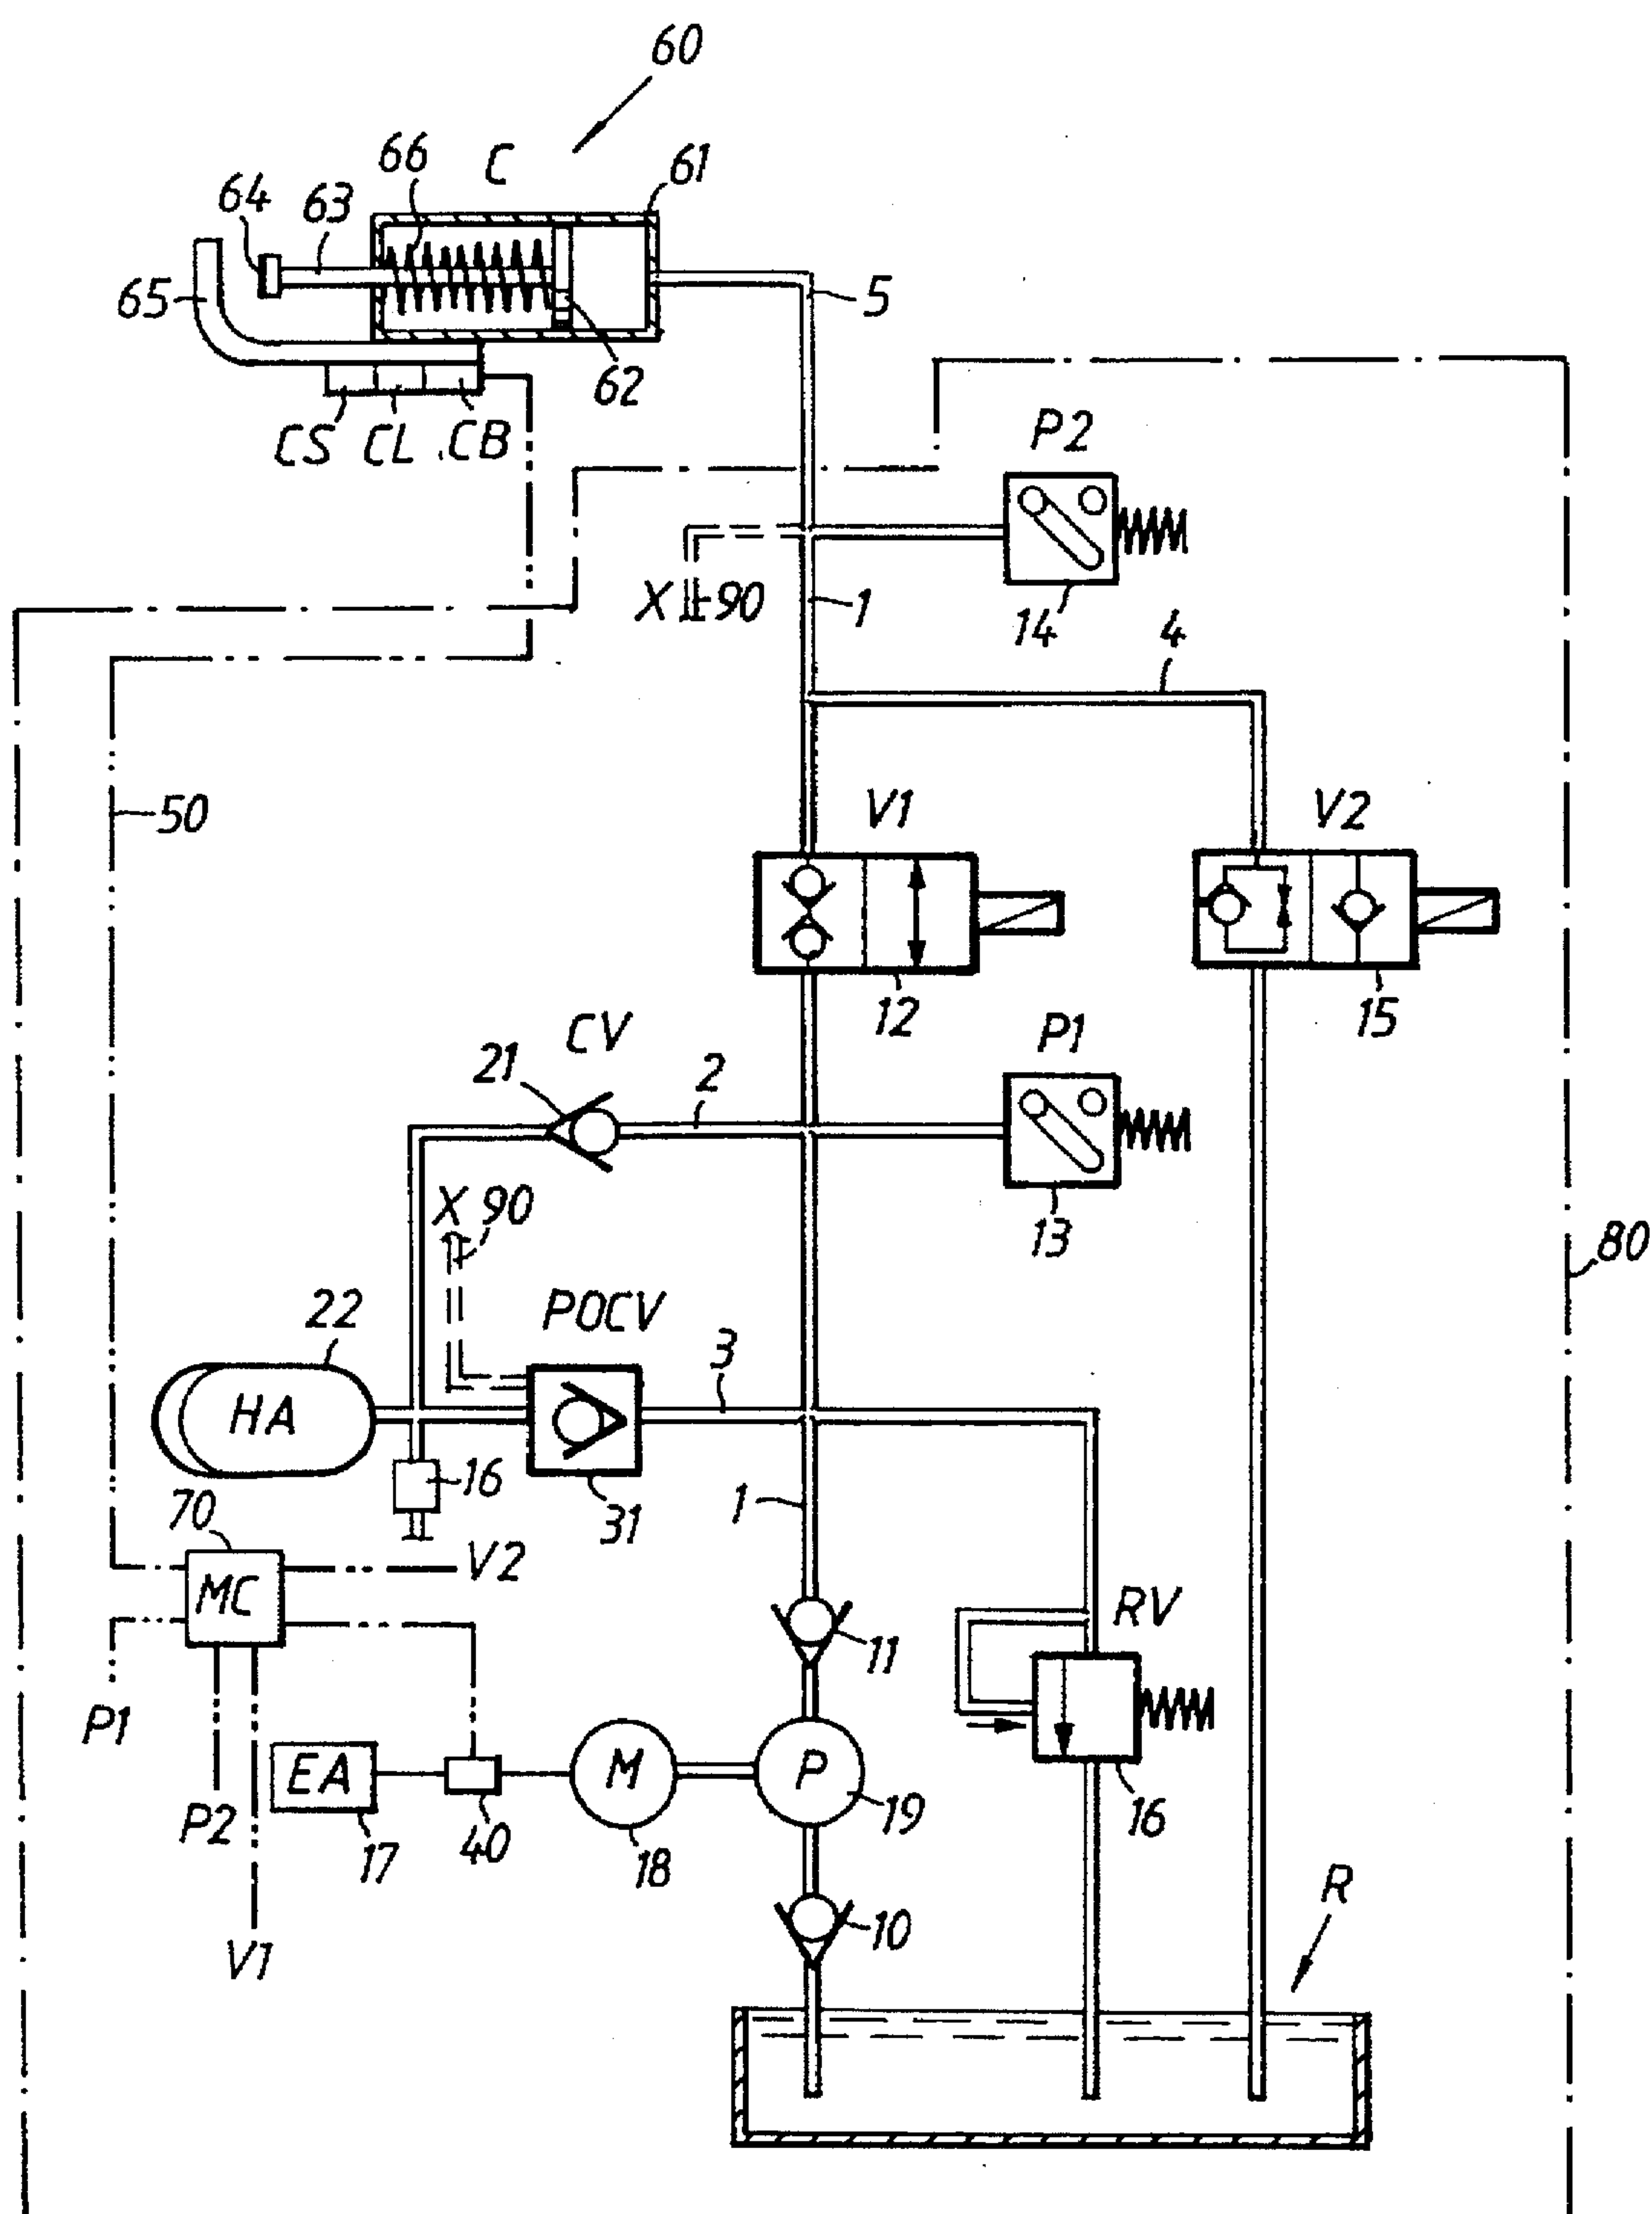 60
66 C 61
64 63
65
5
62
CS CL CB
P2
X 90
1
14
4
50
V1 V2
12 15
CV P1
21 2
13
X 90
80
22 POCV
3
HA
16
31
1
70
V2
MC
RV
11
P1
EA M P
19
P2
17 40 18 16
R
10
V1